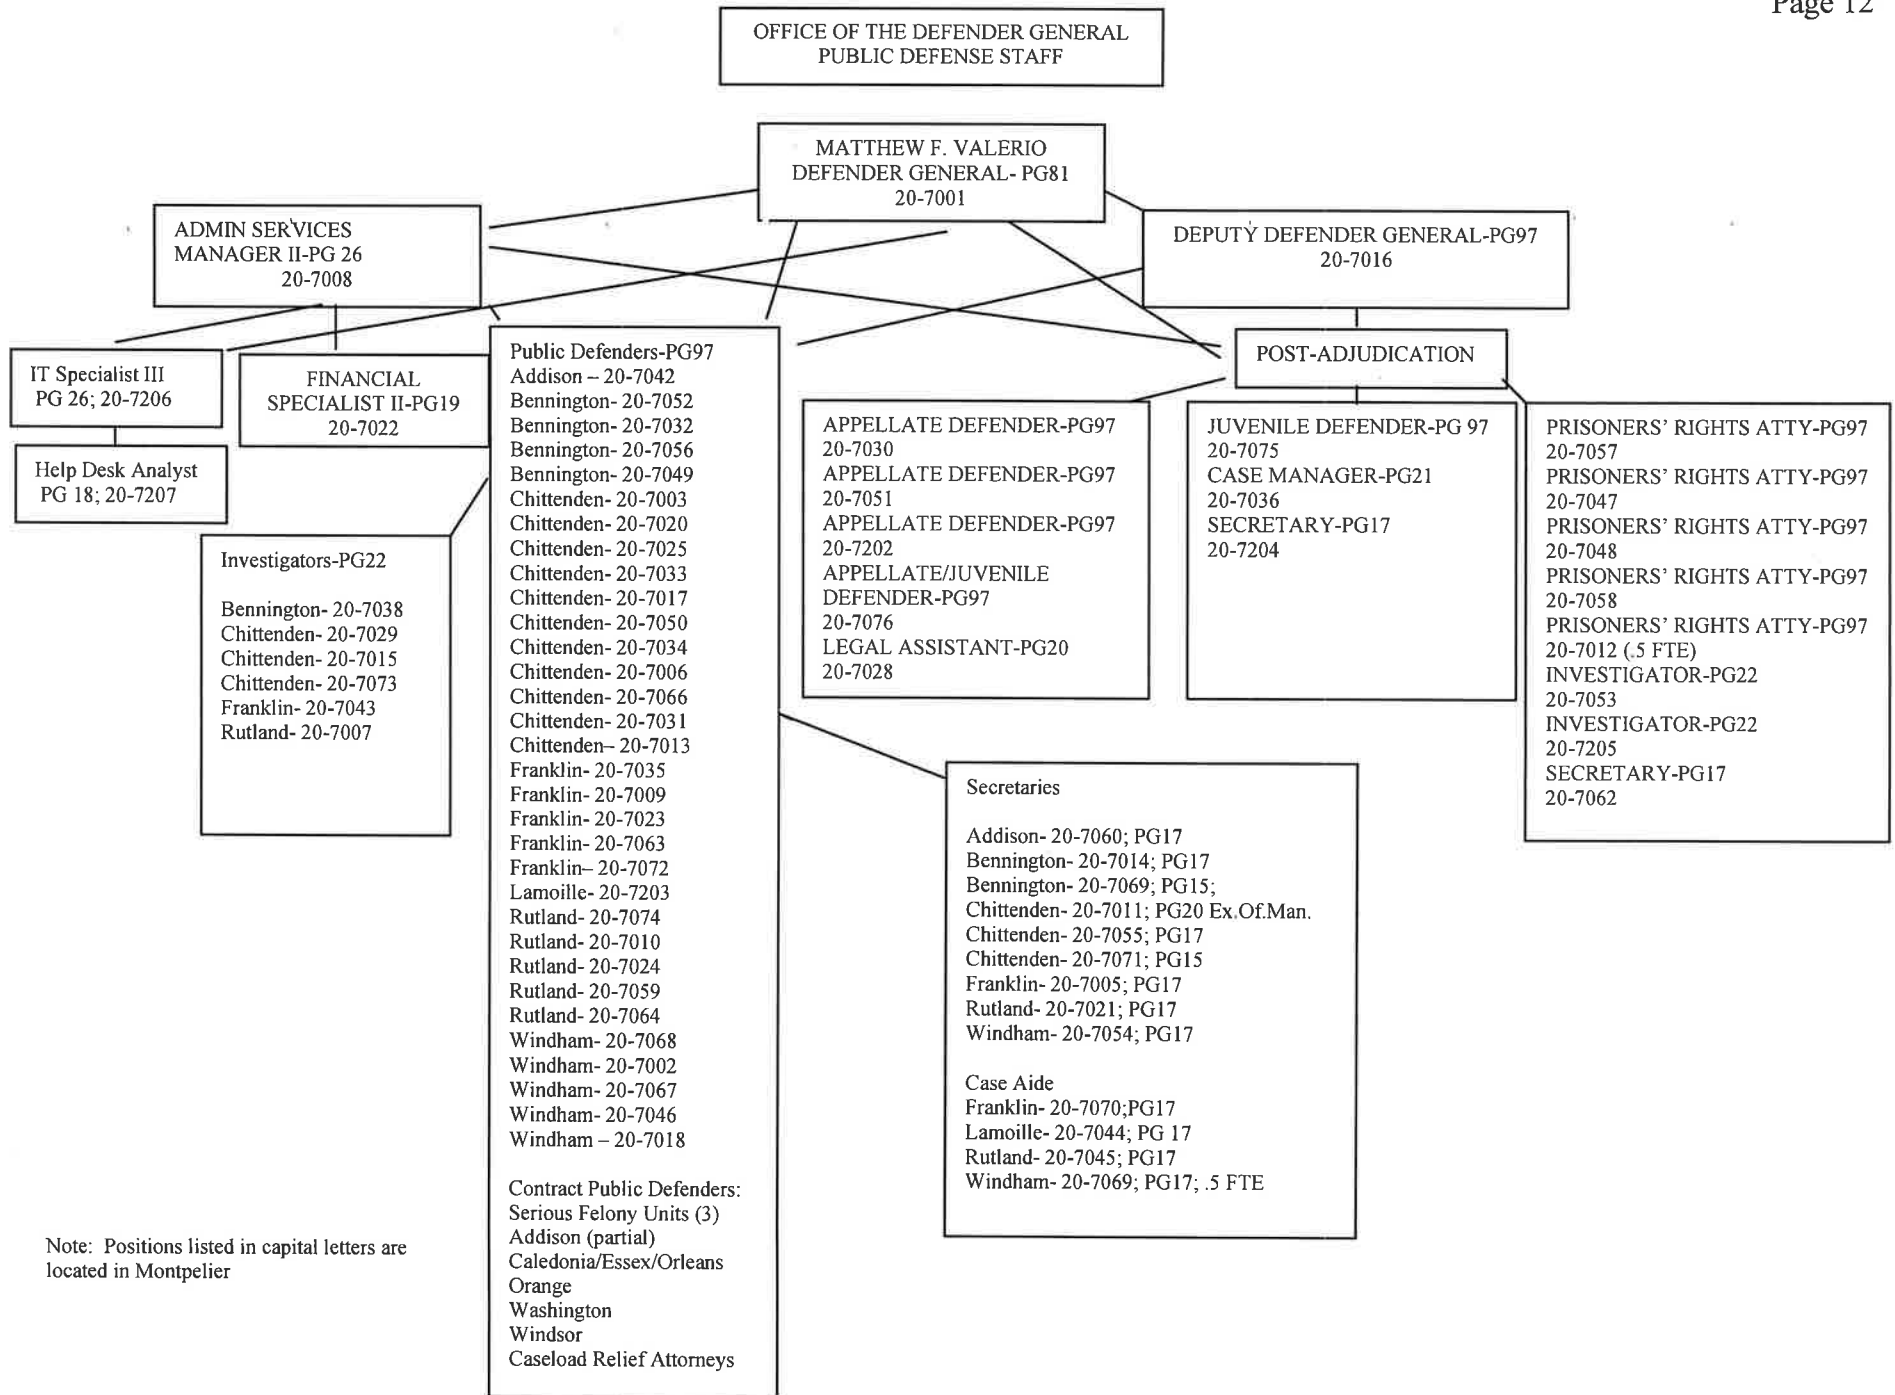 Page 12
OFFICE OF THE DEFENDER GENERAL
PUBLIC DEFENSE STAFF
MATTHEW F. VALERIO
DEFENDER GENERAL- PG81
20-7001
ADMIN SERVICES
MANAGER II-PG 26
20-7008
DEPUTY DEFENDER GENERAL-PG97
20-7016
IT Specialist III
PG 26; 20-7206
FINANCIAL
SPECIALIST II-PG19
20-7022
Help Desk Analyst
PG 18; 20-7207
Investigators-PG22
Bennington- 20-7038
Chittenden- 20-7029
Chittenden- 20-7015
Chittenden- 20-7073
Franklin- 20-7043
Rutland- 20-7007
Public Defenders-PG97
Addison – 20-7042
Bennington- 20-7052
Bennington- 20-7032
Bennington- 20-7056
Bennington- 20-7049
Chittenden- 20-7003
Chittenden- 20-7020
Chittenden- 20-7025
Chittenden- 20-7033
Chittenden- 20-7017
Chittenden- 20-7050
Chittenden- 20-7034
Chittenden- 20-7006
Chittenden- 20-7066
Chittenden- 20-7031
Chittenden– 20-7013
Franklin- 20-7035
Franklin- 20-7009
Franklin- 20-7023
Franklin- 20-7063
Franklin– 20-7072
Lamoille- 20-7203
Rutland- 20-7074
Rutland- 20-7010
Rutland- 20-7024
Rutland- 20-7059
Rutland- 20-7064
Windham- 20-7068
Windham- 20-7002
Windham- 20-7067
Windham- 20-7046
Windham – 20-7018
Contract Public Defenders:
Serious Felony Units (3)
Addison (partial)
Caledonia/Essex/Orleans
Orange
Washington
Windsor
Caseload Relief Attorneys
POST-ADJUDICATION
APPELLATE DEFENDER-PG97
20-7030
APPELLATE DEFENDER-PG97
20-7051
APPELLATE DEFENDER-PG97
20-7202
APPELLATE/JUVENILE
DEFENDER-PG97
20-7076
LEGAL ASSISTANT-PG20
20-7028
JUVENILE DEFENDER-PG 97
20-7075
CASE MANAGER-PG21
20-7036
SECRETARY-PG17
20-7204
PRISONERS' RIGHTS ATTY-PG97
20-7057
PRISONERS' RIGHTS ATTY-PG97
20-7047
PRISONERS' RIGHTS ATTY-PG97
20-7048
PRISONERS' RIGHTS ATTY-PG97
20-7058
PRISONERS' RIGHTS ATTY-PG97
20-7012 (.5 FTE)
INVESTIGATOR-PG22
20-7053
INVESTIGATOR-PG22
20-7205
SECRETARY-PG17
20-7062
Secretaries
Addison- 20-7060; PG17
Bennington- 20-7014; PG17
Bennington- 20-7069; PG15;
Chittenden- 20-7011; PG20 Ex.Of.Man.
Chittenden- 20-7055; PG17
Chittenden- 20-7071; PG15
Franklin- 20-7005; PG17
Rutland- 20-7021; PG17
Windham- 20-7054; PG17
Case Aide
Franklin- 20-7070;PG17
Lamoille- 20-7044; PG 17
Rutland- 20-7045; PG17
Windham- 20-7069; PG17; .5 FTE
Note: Positions listed in capital letters are
located in Montpelier